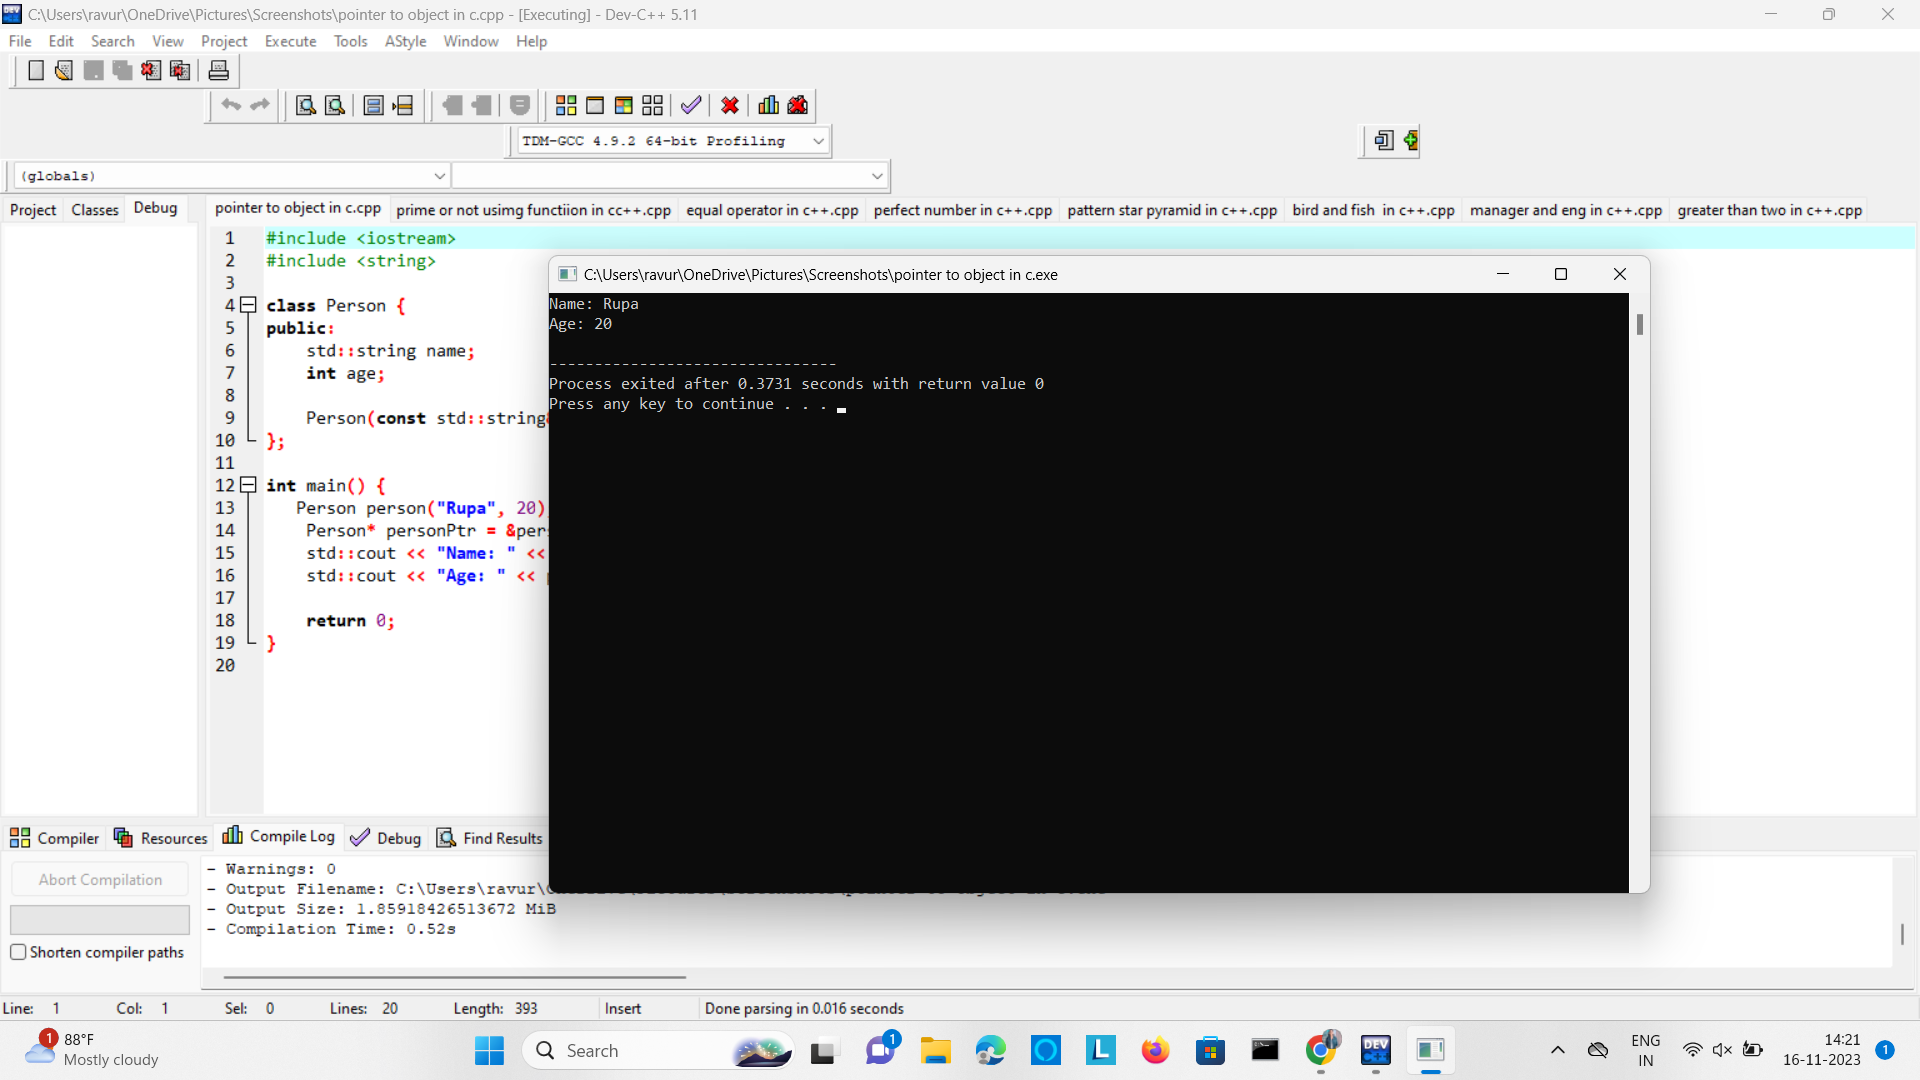 C:\Users\ravur\OneDrive\Pictures\Screenshots\pointer to object in c.cpp - [Executing] - Dev-C++ 5.11
File Edit Search View Project Execute Tools AStyle Window Help
TDM-GCC 4.9.2 64-bit Profiling
(globals)
Project Classes Debug
pointer to object in c.cpp prime or not usimg functiion in cc++.cpp equal operator in c++.cpp perfect number in c++.cpp pattern star pyramid in c++.cpp bird and fish in c++.cpp manager and eng in c++.cpp greater than two in c++.cpp
1 #include <iostream>
2 #include <string>
3
4 class Person {
5 public:
6 std::string name;
7 int age;
8
9 Person(const std::string&
10 };
11
12 int main() {
13 Person person("Rupa", 20)
14 Person* personPtr = &per
15 std::cout << "Name: " <<
16 std::cout << "Age: " <<
17
18 return 0;
19 }
20
C:\Users\ravur\OneDrive\Pictures\Screenshots\pointer to object in c.exe
Name: Rupa
Age: 20
--------------------------------
Process exited after 0.3731 seconds with return value 0
Press any key to continue . . .
Compiler Resources Compile Log Debug Find Results
Abort Compilation
Shorten compiler paths
- Warnings: 0
- Output Filename: C:\Users\ravur\
- Output Size: 1.85918426513672 MiB
- Compilation Time: 0.52s
Line: 1 Col: 1 Sel: 0 Lines: 20 Length: 393 Insert Done parsing in 0.016 seconds
1
88°F
Mostly cloudy
Search
1
L
DEV
C++
ENG
IN
14:21
16-11-2023
1